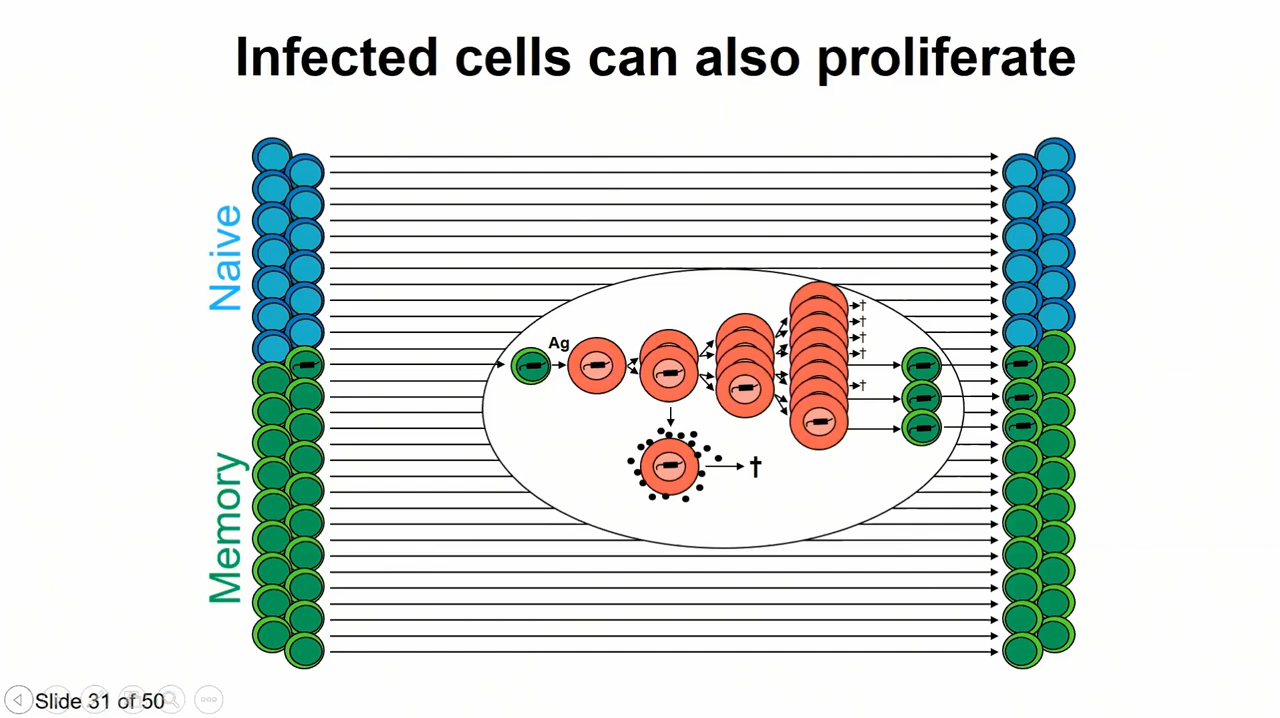 Infected cells can also proliferate
Naive
Memory
Ag
†
†
†
†
†
†
Slide 31 of 50